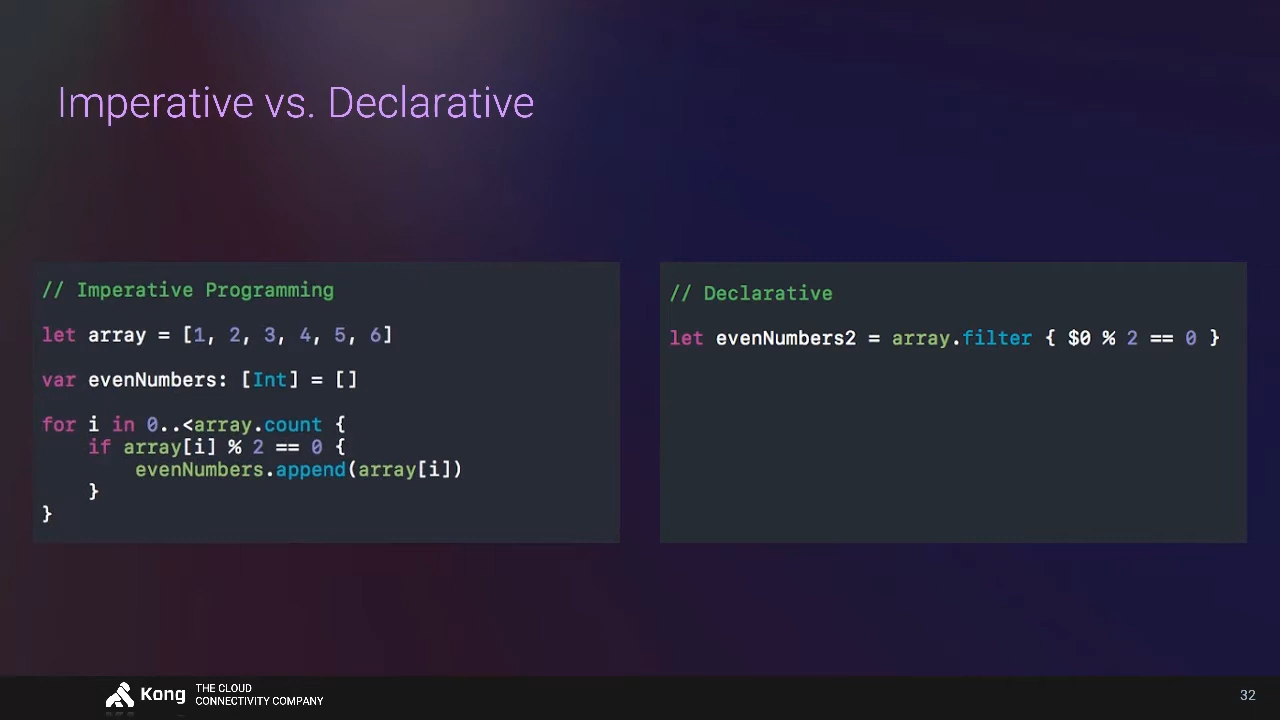 Imperative vs. Declarative
// Imperative Programming
let array = [1, 2, 3, 4, 5, 6]
var evenNumbers: [Int] = []
for i in 0..<array.count {
    if array[i] % 2 == 0 {
        evenNumbers.append(array[i])
    }
}
// Declarative
let evenNumbers2 = array.filter { $0 % 2 == 0 }
Kong
THE CLOUD
CONNECTIVITY COMPANY
32